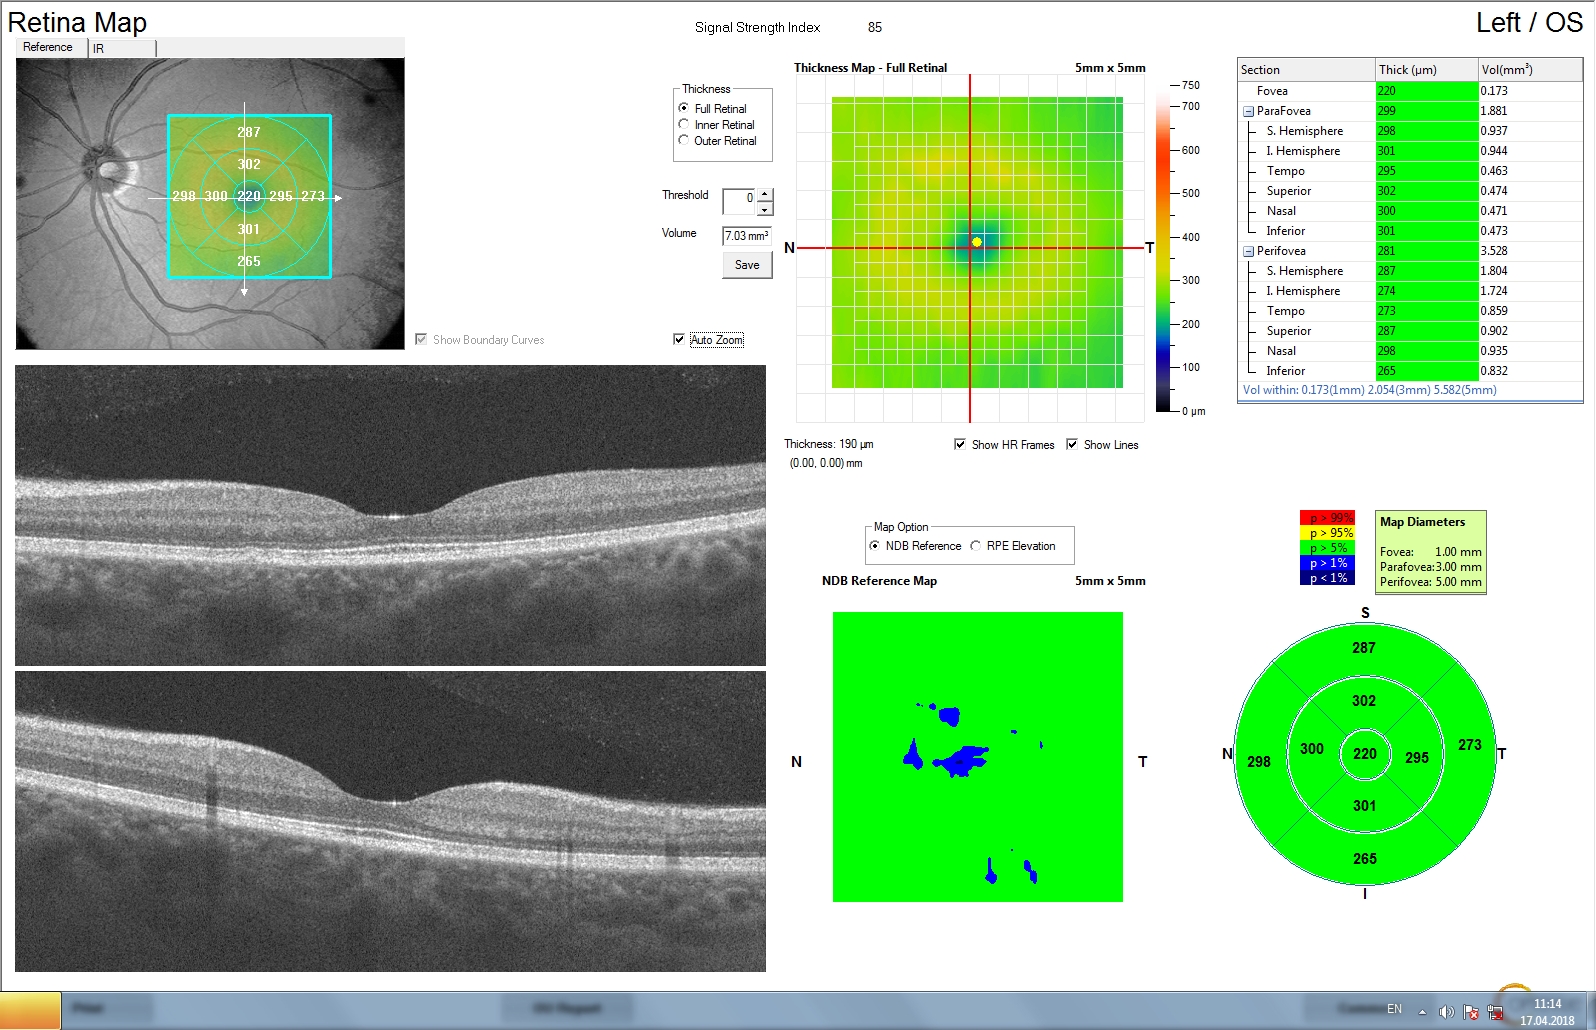 Retina Map
Signal Strength Index 85
Left / OS
Reference IR
287
302
298 300 220 295 273
301
265
Show Boundary Curves
Thickness
Full Retinal
Inner Retinal
Outer Retinal
Threshold 0
Volume 7.03 mm³
Save
Auto Zoom
Thickness Map - Full Retinal 5mm x 5mm
N T
750
700
600
500
400
300
200
100
0 µm
Thickness: 190 µm
(0.00, 0.00) mm
Show HR Frames Show Lines
Section Thick (µm) Vol(mm³)
Fovea 220 0.173
ParaFovea 299 1.881
S. Hemisphere 298 0.937
I. Hemisphere 301 0.944
Tempo 295 0.463
Superior 302 0.474
Nasal 300 0.471
Inferior 301 0.473
Perifovea 281 3.528
S. Hemisphere 287 1.804
I. Hemisphere 274 1.724
Tempo 273 0.859
Superior 287 0.902
Nasal 298 0.935
Inferior 265 0.832
Vol within: 0.173(1mm) 2.054(3mm) 5.582(5mm)
Map Option
NDB Reference RPE Elevation
NDB Reference Map 5mm x 5mm
N T
p > 99%
p > 95%
p > 5%
p > 1%
p < 1%
Map Diameters
Fovea: 1.00 mm
Parafovea:3.00 mm
Perifovea: 5.00 mm
S
287
302
N 298 300 220 295 273 T
301
265
I
Print
EN
11:14
17.04.2018